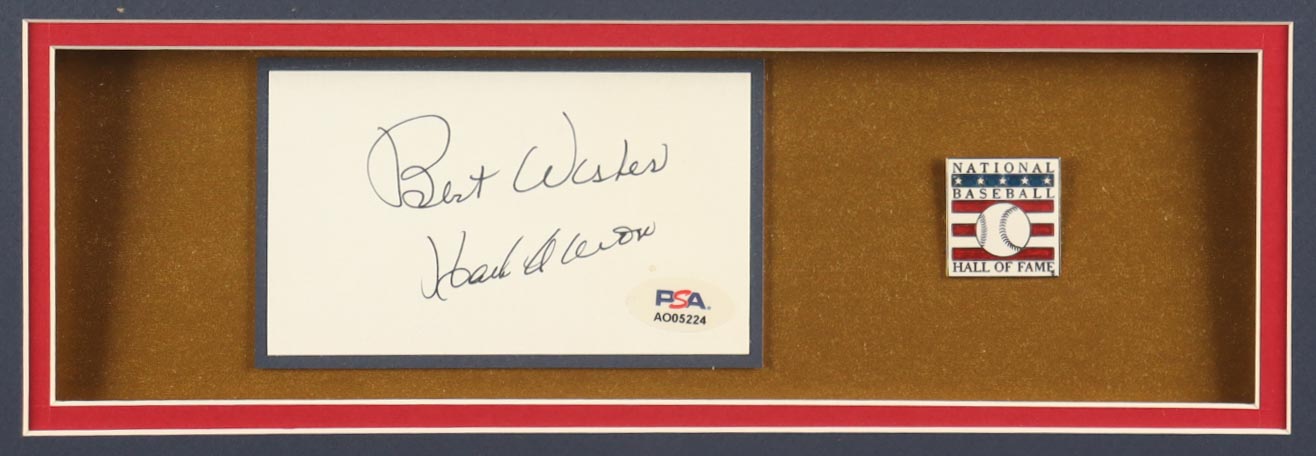 Best Wishes
Hank Aaron
PSA
AO05224
NATIONAL
BASEBALL
HALL OF FAME